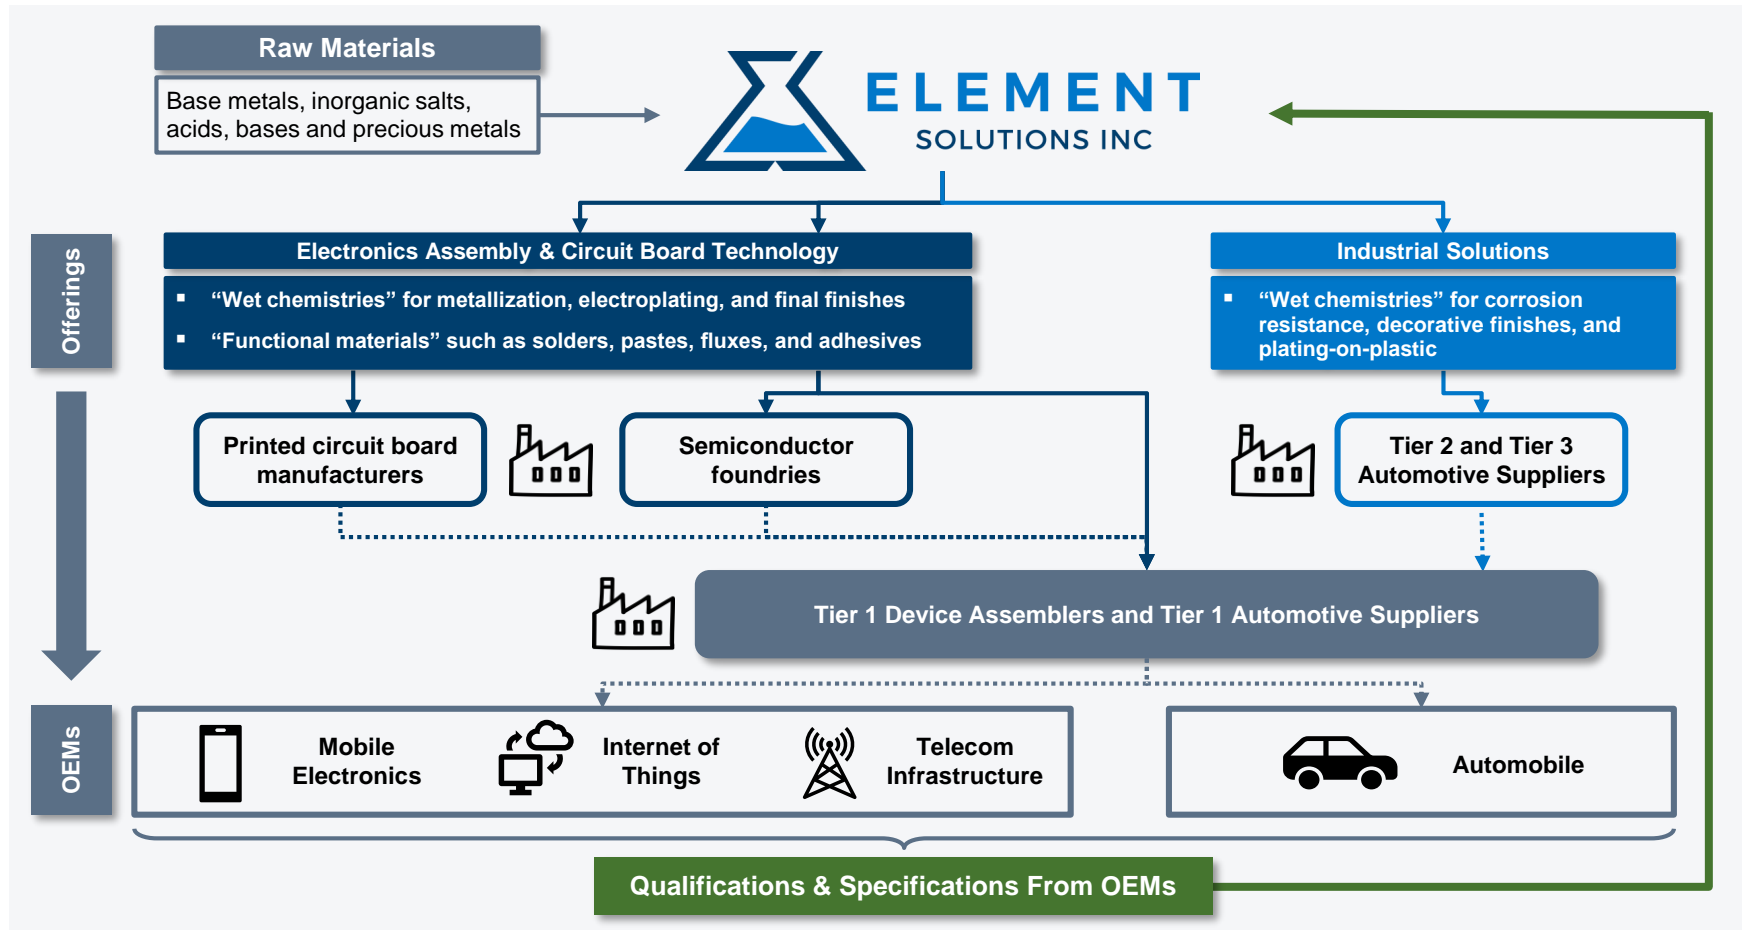 Raw Materials
Base metals, inorganic salts,
acids, bases and precious metals
ELEMENT
SOLUTIONS INC
Offerings
Electronics Assembly & Circuit Board Technology
▪ “Wet chemistries” for metallization, electroplating, and final finishes
▪ “Functional materials” such as solders, pastes, fluxes, and adhesives
Industrial Solutions
▪ “Wet chemistries” for corrosion
resistance, decorative finishes, and
plating-on-plastic
Printed circuit board
manufacturers
Semiconductor
foundries
Tier 2 and Tier 3
Automotive Suppliers
Tier 1 Device Assemblers and Tier 1 Automotive Suppliers
OEMs
Mobile
Electronics
Internet of
Things
Telecom
Infrastructure
Automobile
Qualifications & Specifications From OEMs